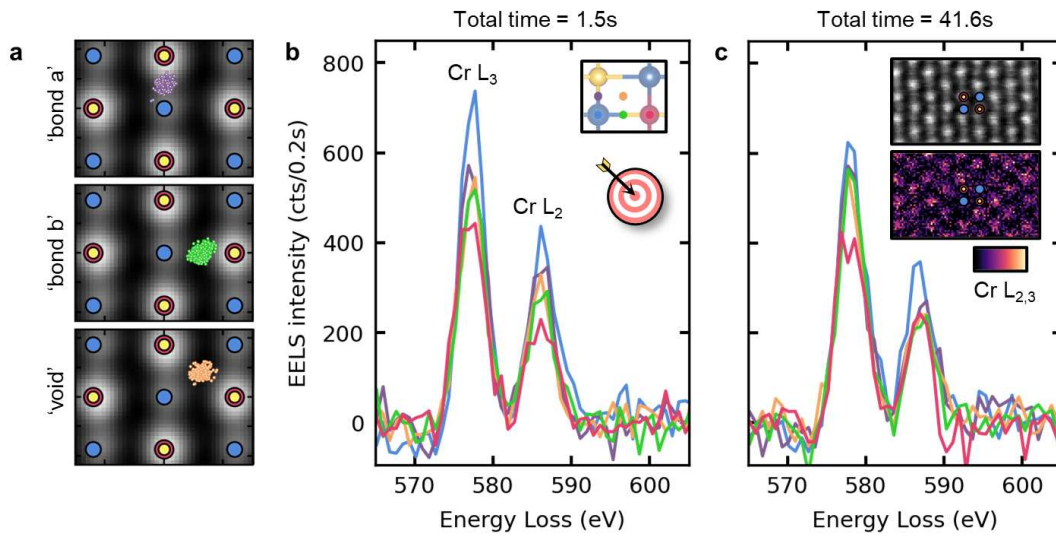 a
'bond a'
'bond b'
'void'
b
Total time = 1.5s
EELS intensity (cts/0.2s)
800
600
400
200
0
Cr L3
Cr L2
570 580 590 600
Energy Loss (eV)
c
Total time = 41.6s
Cr L2,3
570 580 590 600
Energy Loss (eV)